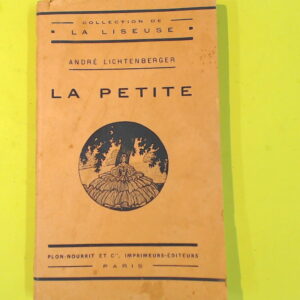 COLLECTION DE
LA LISEUSE
ANDRÉ LICHTENBERGER
LA PETITE
PLON-NOURRIT ET Cie, IMPRIMEURS-ÉDITEURS
PARIS